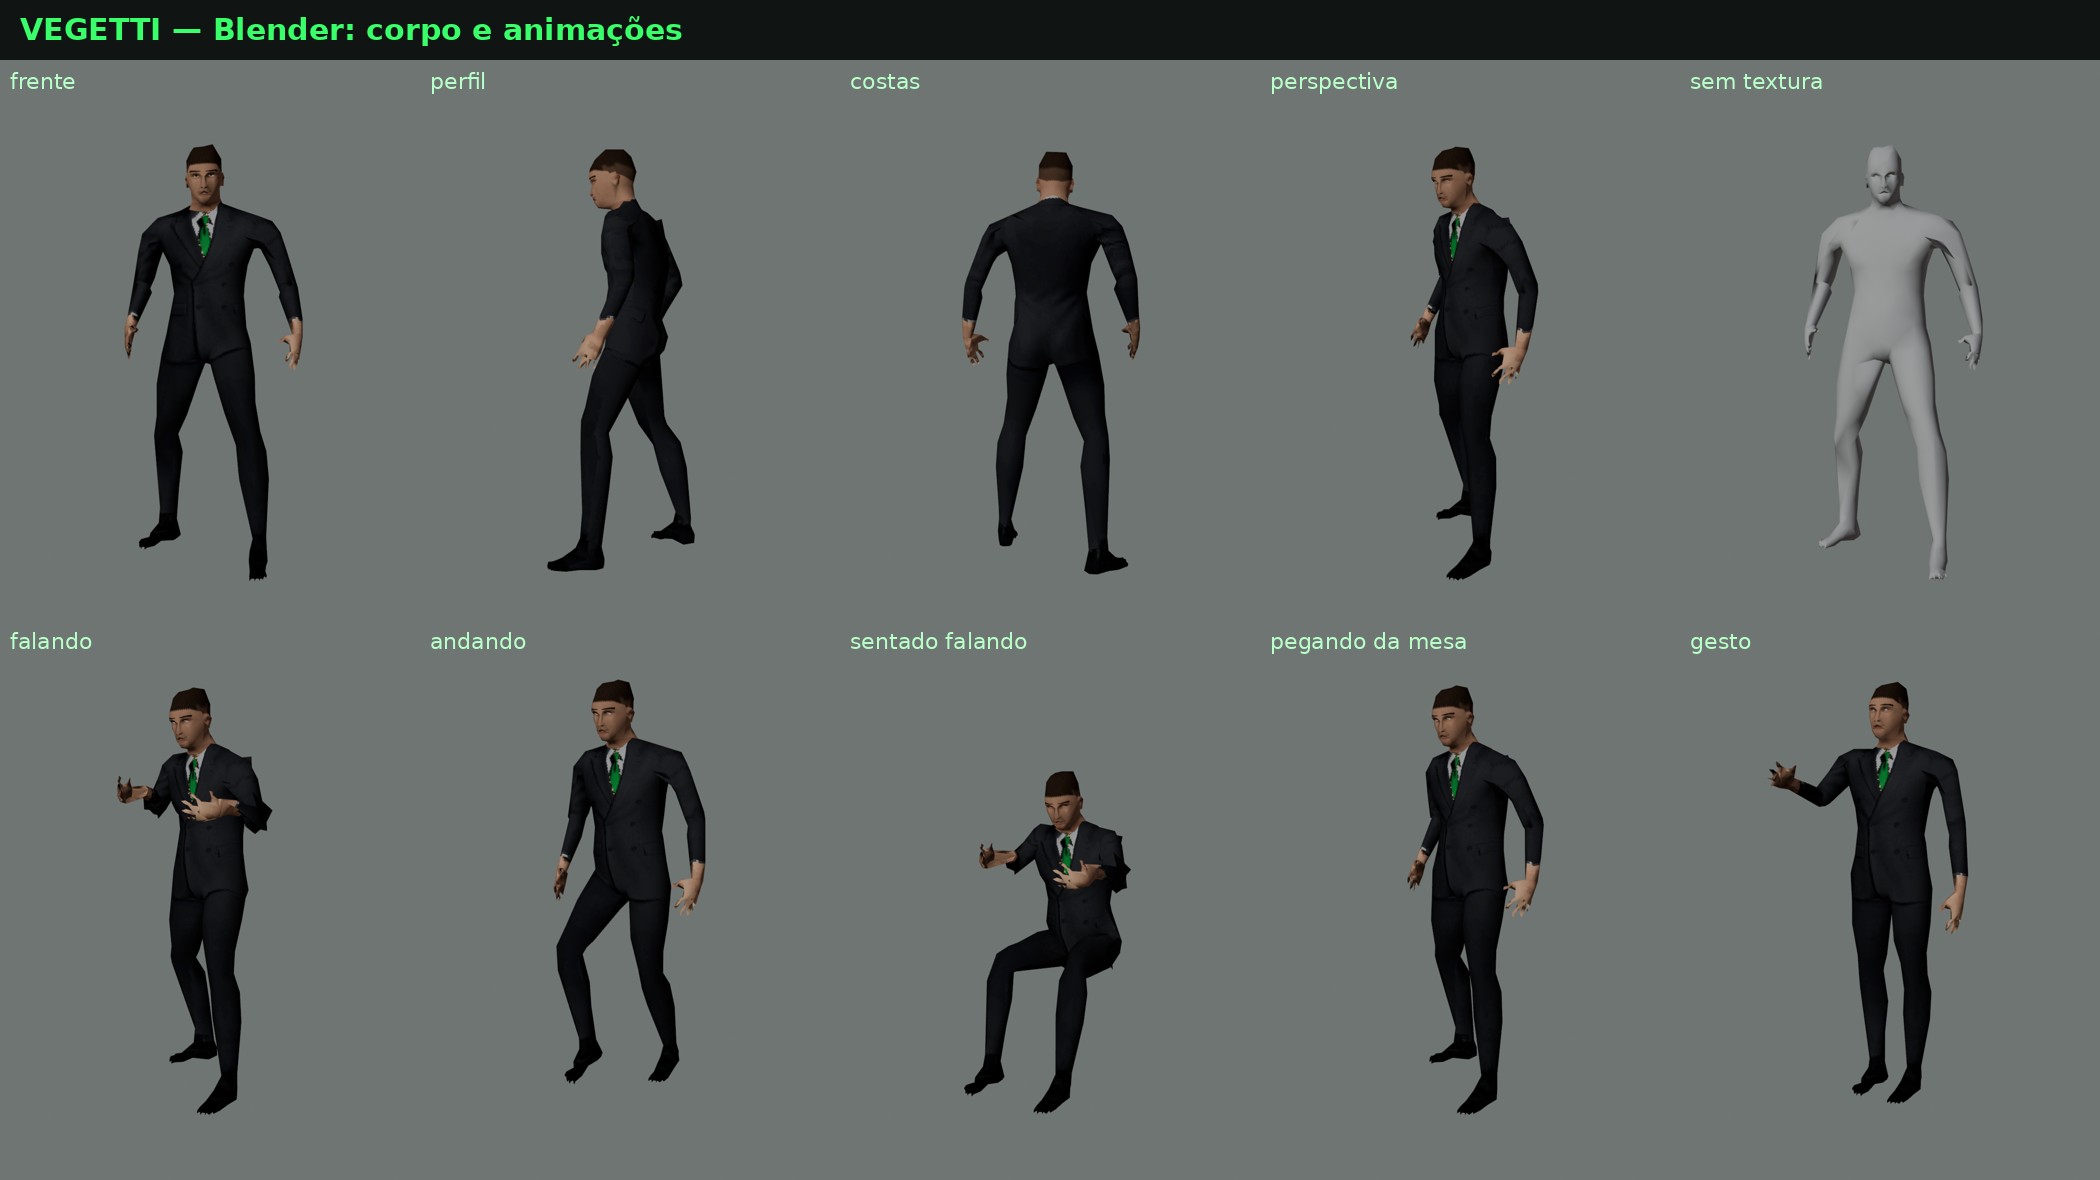 VEGETTI — Blender: corpo e animações
frente
perfil
costas
perspectiva
sem textura
falando
andando
sentado falando
pegando da mesa
gesto